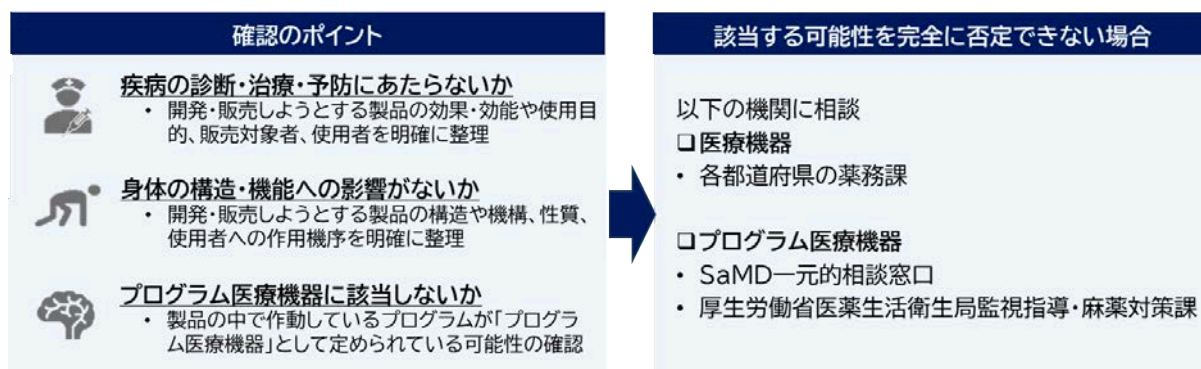 確認のポイント
疾病の診断・治療・予防にあたらないか
• 開発・販売しようとする製品の効果・効能や使用目
的、販売対象者、使用者を明確に整理
身体の構造・機能への影響がないか
• 開発・販売しようとする製品の構造や機構、性質、
使用者への作用機序を明確に整理
プログラム医療機器に該当しないか
• 製品の中で作動しているプログラムが「プログラ
ム医療機器」として定められている可能性の確認
該当する可能性を完全に否定できない場合
以下の機関に相談
❑医療機器
• 各都道府県の薬務課
❑プログラム医療機器
• SaMD一元的相談窓口
• 厚生労働省医薬生活衛生局監視指導・麻薬対策課